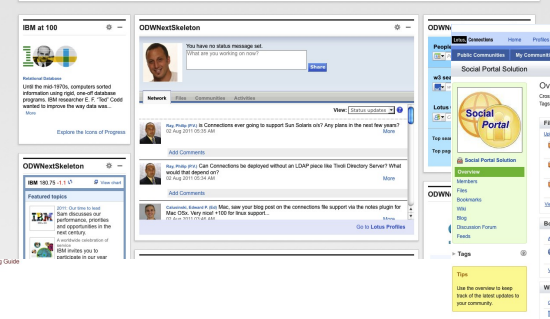 IBM at 100
Relational Database
Until the mid-1970s, computers sorted
information using rigid, one-off database
programs. IBM researcher E. F. "Ted" Codd
wanted to improve the way data was...
More
Explore the Icons of Progress
ODWNextSkeleton
IBM 180.75 -1.1
View chart
Featured topics
2011: Our time to lead
Sam discusses our
performance, priorities
and opportunities in the
next century.
A worldwide celebration of
service
IBM invites you to
participate in our year
g Guide
ODWNextSkeleton
You have no status message set.
What are you working on now?
Share
Network Files Communities Activities
View: Status updates
Ray, Philip (P.V.) is Connections ever going to support Sun Solaris o/s? Any plans in the next few years?
02 Aug 2011 05:35 AM
More
Add Comments
Ray, Philip (P.V.) Can Connections be deployed without an LDAP piece like Tivoli Directory Server? What
would that depend on?
02 Aug 2011 05:34 AM
More
Add Comments
Mac, saw your blog post on the connections file support via the notes plugin for
Mac OSx. Very nice! +100 for linux support...
More
Go to Lotus Profiles
ODWN
People
w3 sea
Lotus
Top sea
Top pag
ODWN
Lotus. Connections Home Profiles
Public Communities My Communit
Social Portal Solution
Social
Portal
Social Portal Solution
Overview
Members
Files
Bookmarks
Wiki
Blog
Discussion Forum
Feeds
Tags
Tips
Use the overview to keep
track of the latest updates to
your community.
Ov
Cros
Tags
Fil
Bo
W